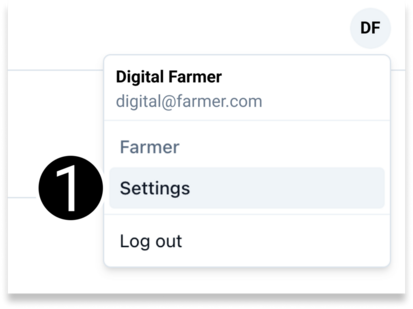 DF
Digital Farmer
digital@farmer.com
Farmer
1
Settings
Log out